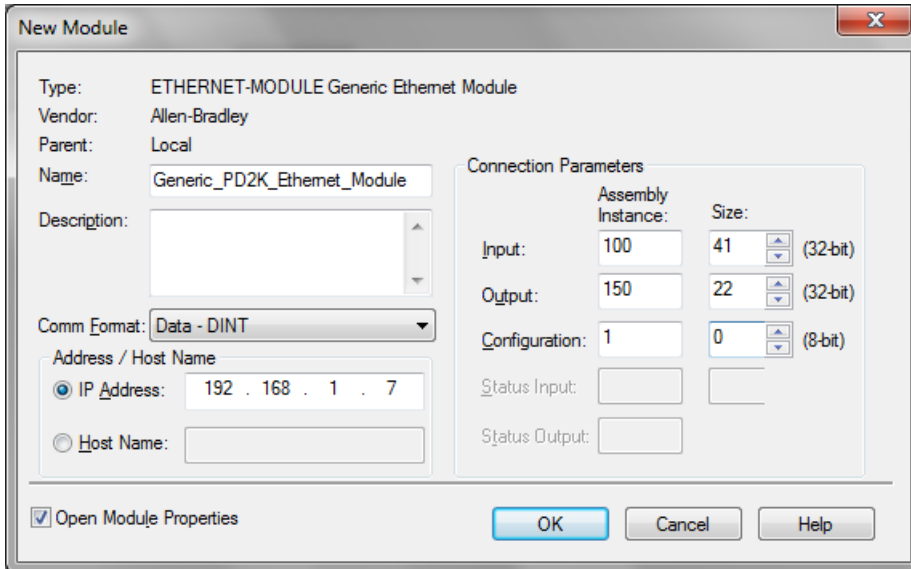 New Module
Type: ETHERNET-MODULE Generic Ethernet Module
Vendor: Allen-Bradley
Parent: Local
Name: Generic_PD2K_Ethernet_Module
Description:
Comm Format: Data - DINT
Address / Host Name
IP Address: 192 . 168 . 1 . 7
Host Name:
Connection Parameters
Assembly Instance: Size:
Input: 100 41 (32-bit)
Output: 150 22 (32-bit)
Configuration: 1 0 (8-bit)
Status Input:
Status Output:
Open Module Properties
OK Cancel Help